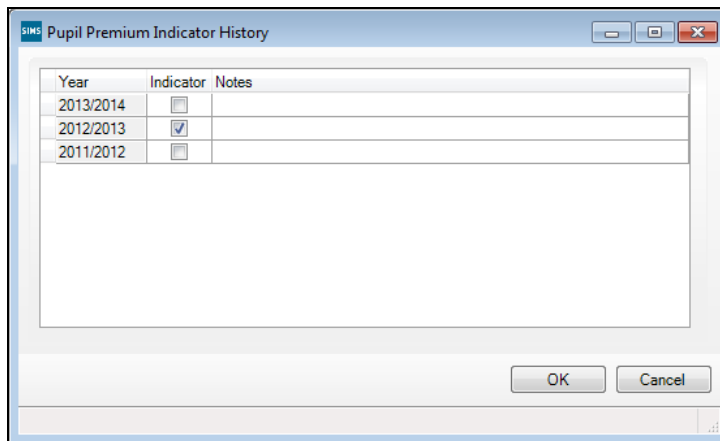 SIMS Pupil Premium Indicator History
Year Indicator Notes
2013/2014
2012/2013
2011/2012
OK Cancel